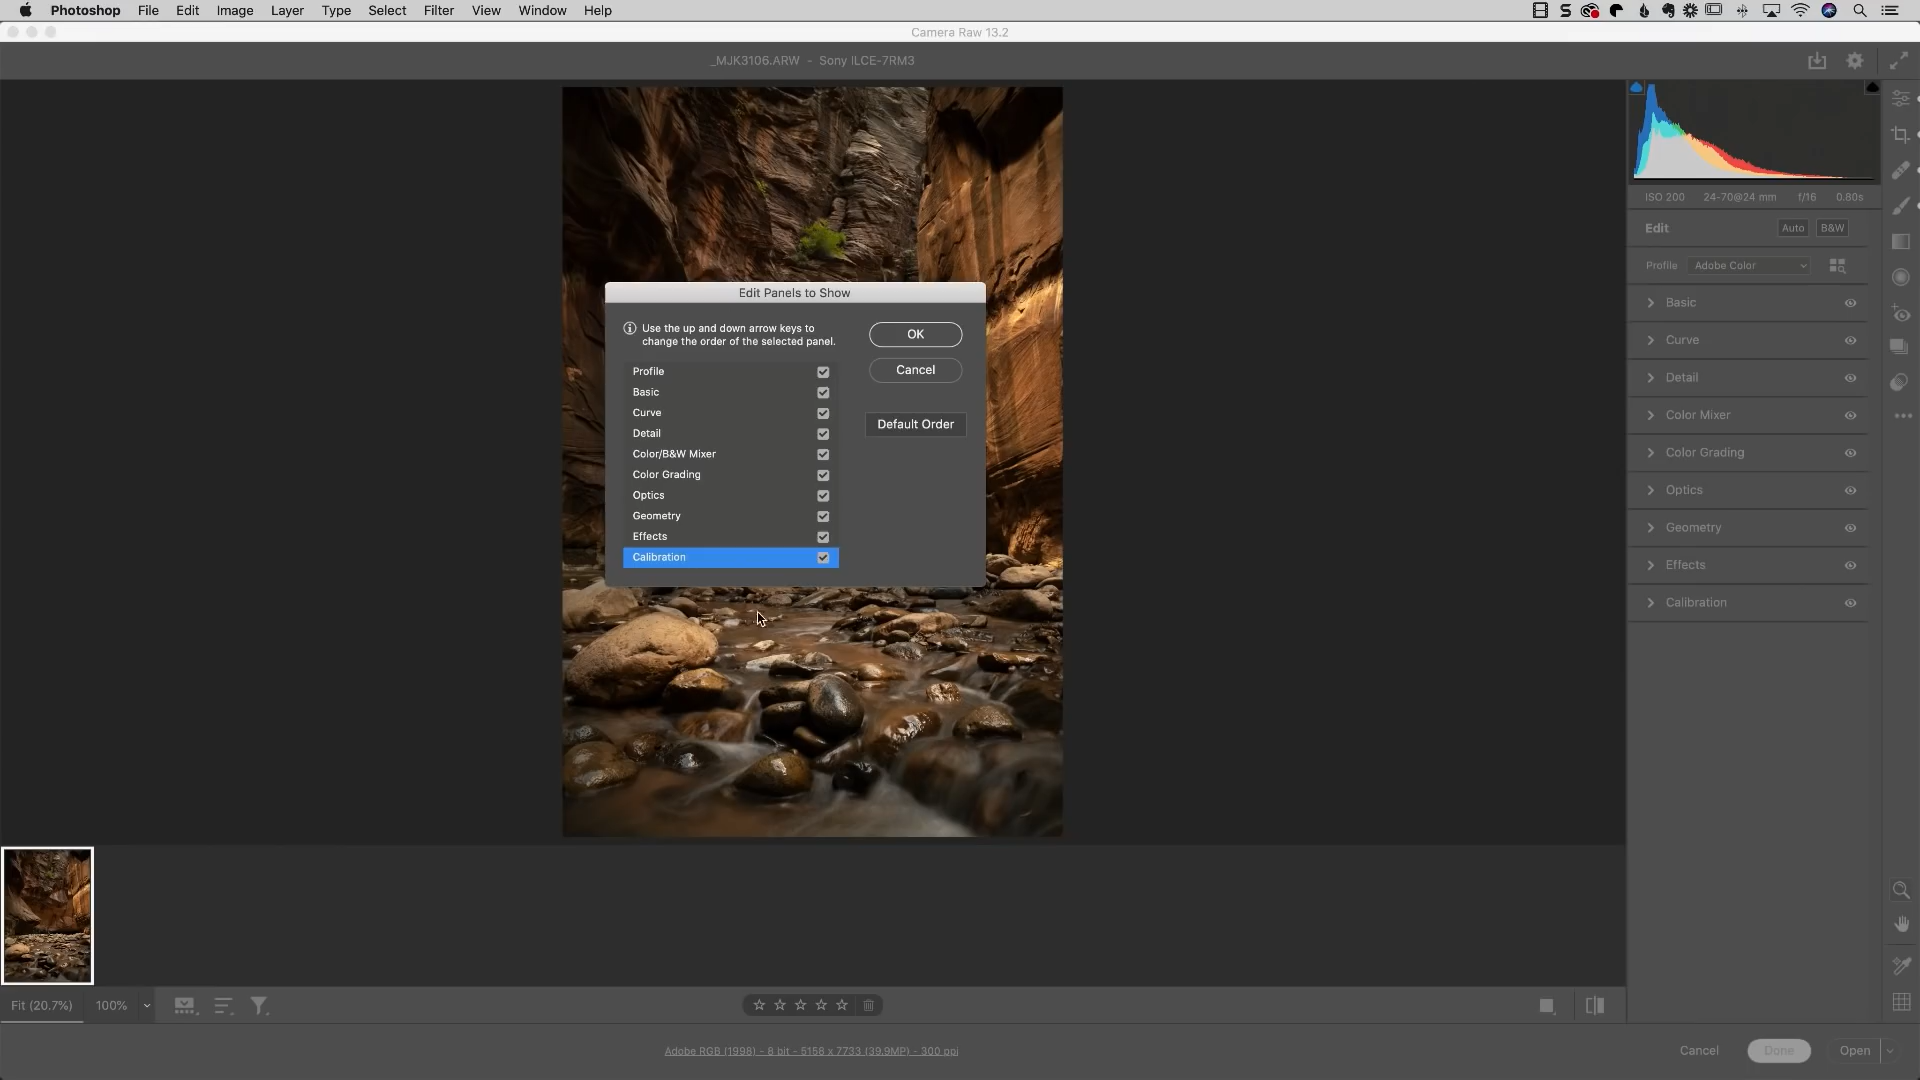 Photoshop File Edit Image Layer Type Select Filter View Window Help
Camera Raw 13.2
_MJK3106.ARW - Sony ILCE-7RM3
ISO 200 24-70@24 mm f/16 0.80s
Edit Auto B&W
Profile Adobe Color
Basic
Curve
Detail
Color Mixer
Color Grading
Optics
Geometry
Effects
Calibration
Edit Panels to Show
Use the up and down arrow keys to
change the order of the selected panel.
OK
Cancel
Default Order
Profile
Basic
Curve
Detail
Color/B&W Mixer
Color Grading
Optics
Geometry
Effects
Calibration
Fit (20.7%) 100%
Adobe RGB (1998) - 8 bit - 5158 x 7733 (39.9MP) - 300 ppi
Cancel Done Open